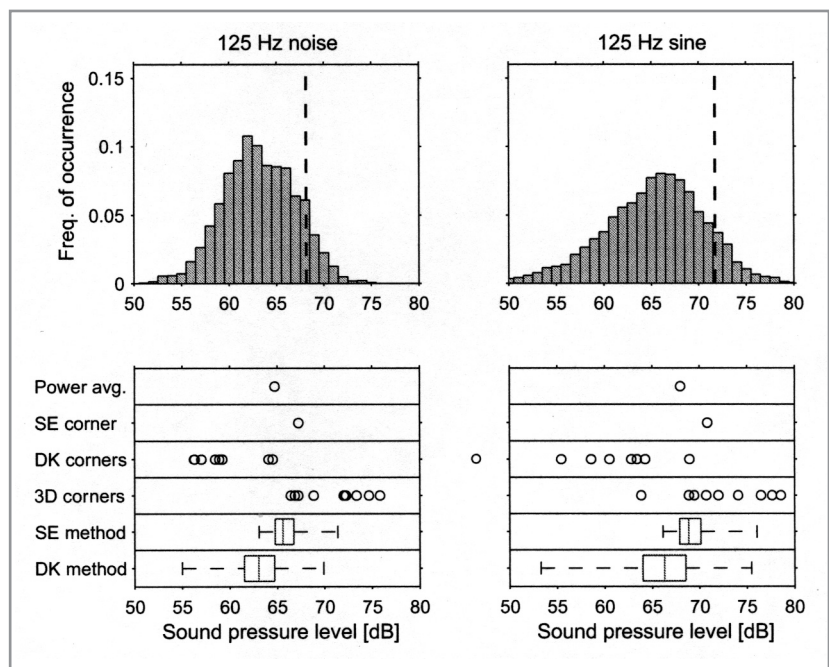 125 Hz noise
125 Hz sine
Freq. of occurrence
0.15
0.1
0.05
0
50 55 60 65 70 75 80
50 55 60 65 70 75 80
Power avg.
SE corner
DK corners
3D corners
SE method
DK method
50 55 60 65 70 75 80
50 55 60 65 70 75 80
Sound pressure level [dB]
Sound pressure level [dB]